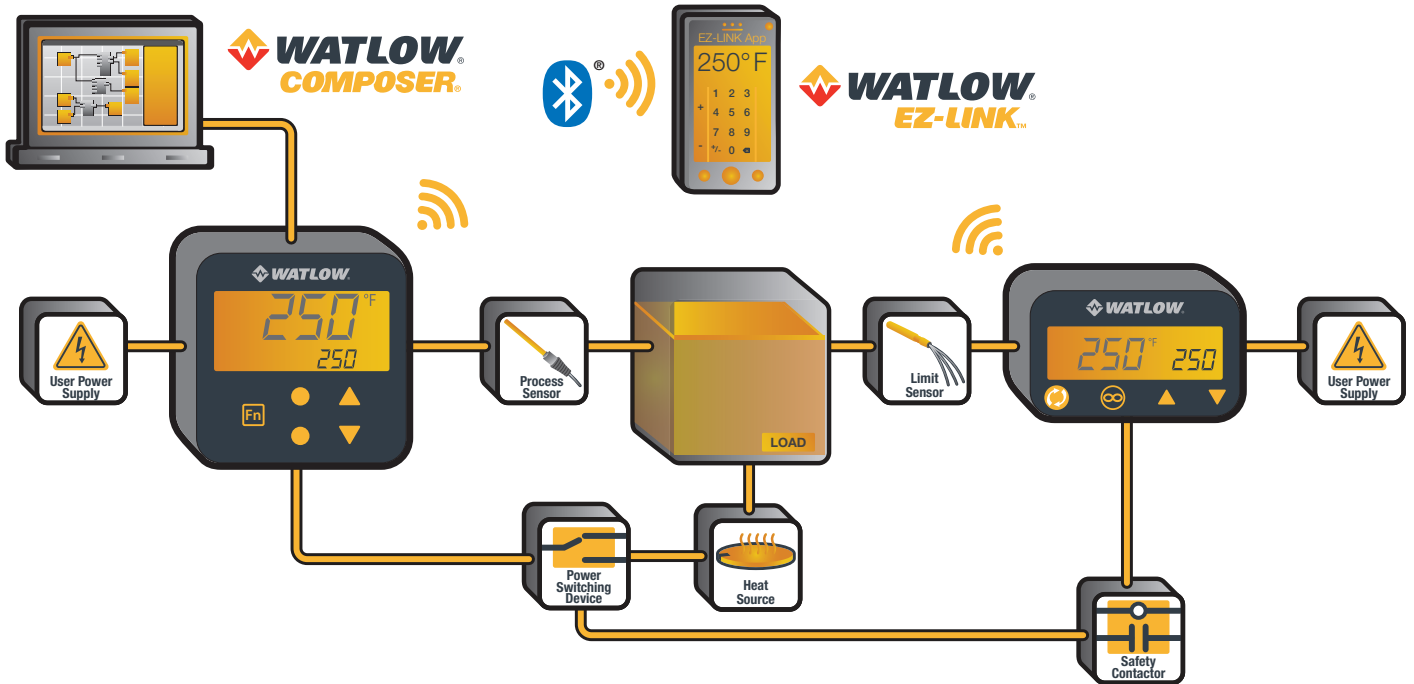 WATLOW®
COMPOSER®
®
EZ-LINK App
250°F
1 2 3
+
4 5 6
7 8 9
- +/- 0
WATLOW®
EZ-LINK™
WATLOW®
250 °F
250
Fn
User Power
Supply
Process
Sensor
LOAD
Limit
Sensor
WATLOW®
250 °F 250
User Power
Supply
Power
Switching
Device
Heat
Source
Safety
Contactor